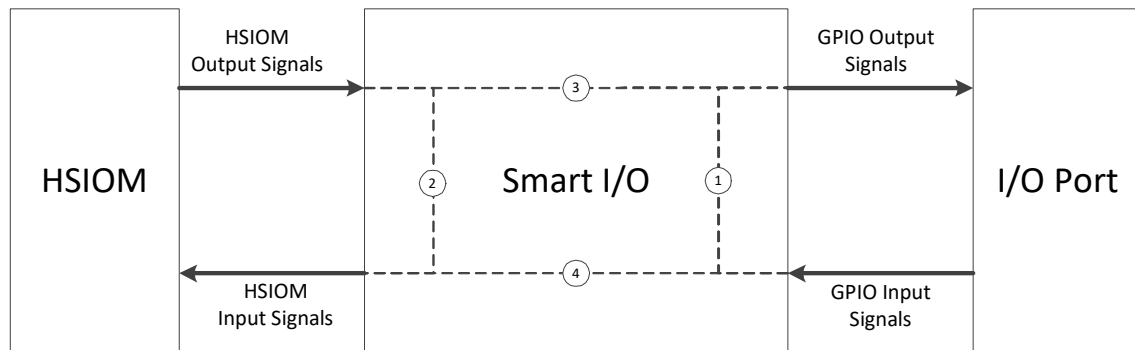 HSIOM
Output Signals
GPIO Output
Signals
3
HSIOM
2
Smart I/O
1
I/O Port
4
HSIOM
Input Signals
GPIO Input
Signals